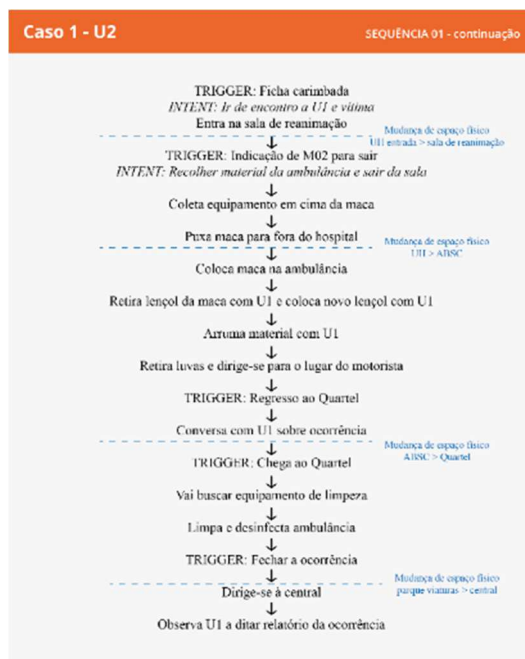 Caso 1 - U2
SEQUÊNCIA 01 - continuação
TRIGGER: Ficha carimbada
INTENT: Ir de encontro a U1 e vítima
Entra na sala de reanimação
Mudança de espaço físico
entrada > sala de reanimação
TRIGGER: Indicação de M02 para sair
INTENT: Recolher material da ambulância e sair da sala
Coleta equipamento em cima da maca
Puxa maca para fora do hospital
Mudança de espaço físico
> ABSC
Coloca maca na ambulância
Retira lençol da maca com U1 e coloca novo lençol com U1
Arruma material com U1
Retira luvas e dirige-se para o lugar do motorista
TRIGGER: Regresso ao Quartel
Conversa com U1 sobre ocorrência
Mudança de espaço físico
ABSC > Quartel
TRIGGER: Chega ao Quartel
Vai buscar equipamento de limpeza
Limpa e desinfecta ambulância
TRIGGER: Fechar a ocorrência
Mudança de espaço físico
parque viaturas > central
Dirige-se à central
Observa U1 a ditar relatório da ocorrência